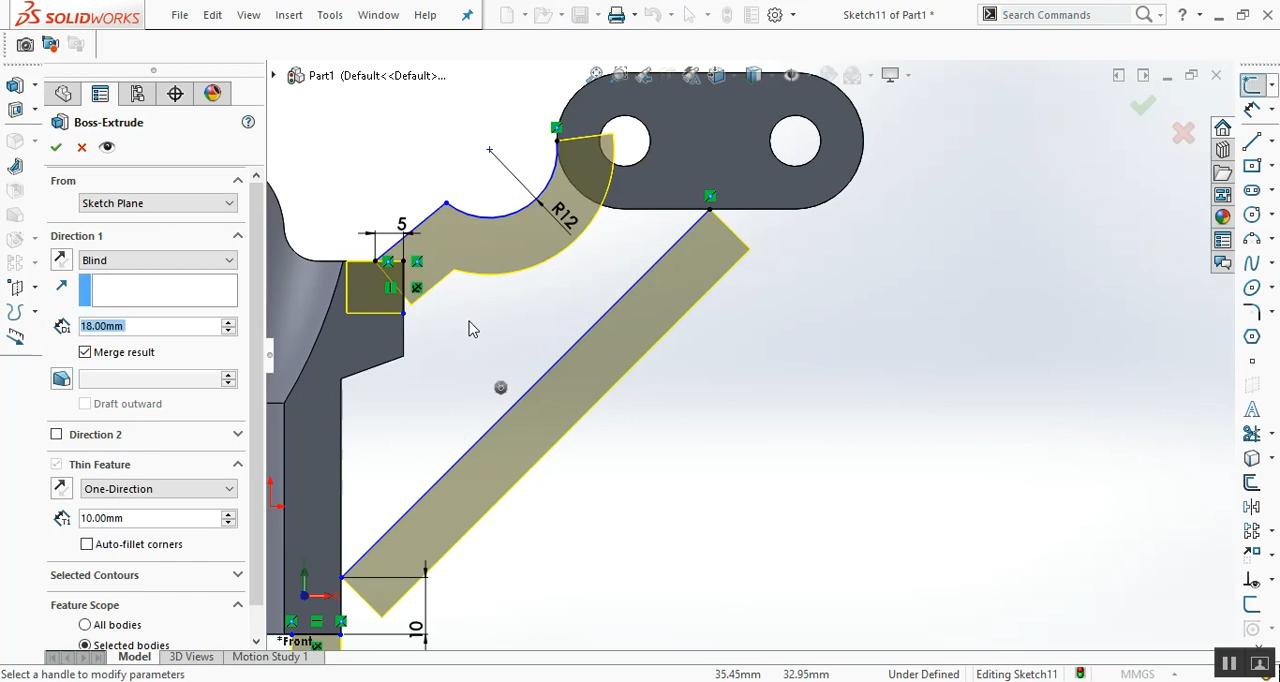 SOLIDWORKS
File Edit View Insert Tools Window Help
Sketch11 of Part1 *
Search Commands
?
Part1 (Default<<Default>...
Boss-Extrude
From
Sketch Plane
Direction 1
Blind
18.00mm
Merge result
Draft outward
Direction 2
Thin Feature
One-Direction
10.00mm
Auto-fillet corners
Selected Contours
Feature Scope
All bodies
Selected bodies
5
R12
10
*Front
Model 3D Views Motion Study 1
Select a handle to modify parameters
35.45mm 32.95mm Under Defined Editing Sketch11 MMGS